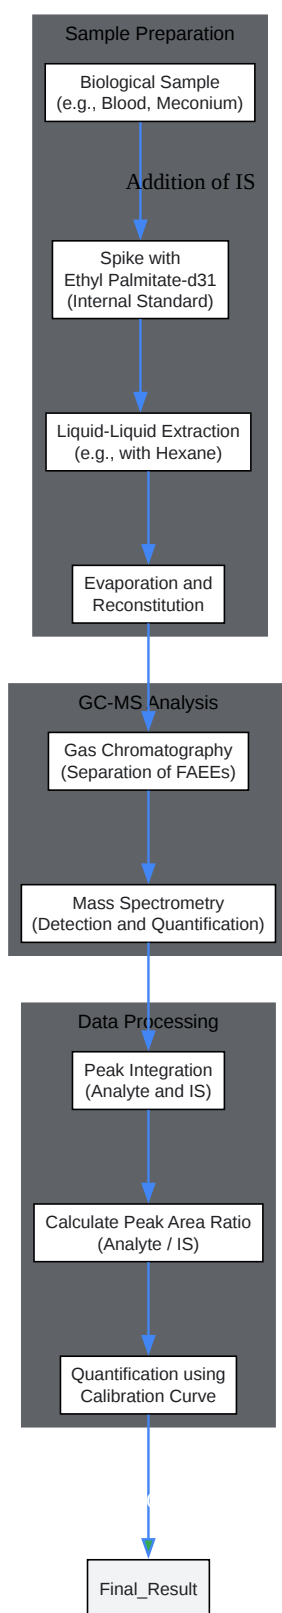 Sample Preparation
Biological Sample
(e.g., Blood, Meconium)
Addition of IS
Spike with
Ethyl Palmitate-d31
(Internal Standard)
Liquid-Liquid Extraction
(e.g., with Hexane)
Evaporation and
Reconstitution
GC-MS Analysis
Gas Chromatography
(Separation of FAEEs)
Mass Spectrometry
(Detection and Quantification)
Data Processing
Peak Integration
(Analyte and IS)
Calculate Peak Area Ratio
(Analyte / IS)
Quantification using
Calibration Curve
Final_Result